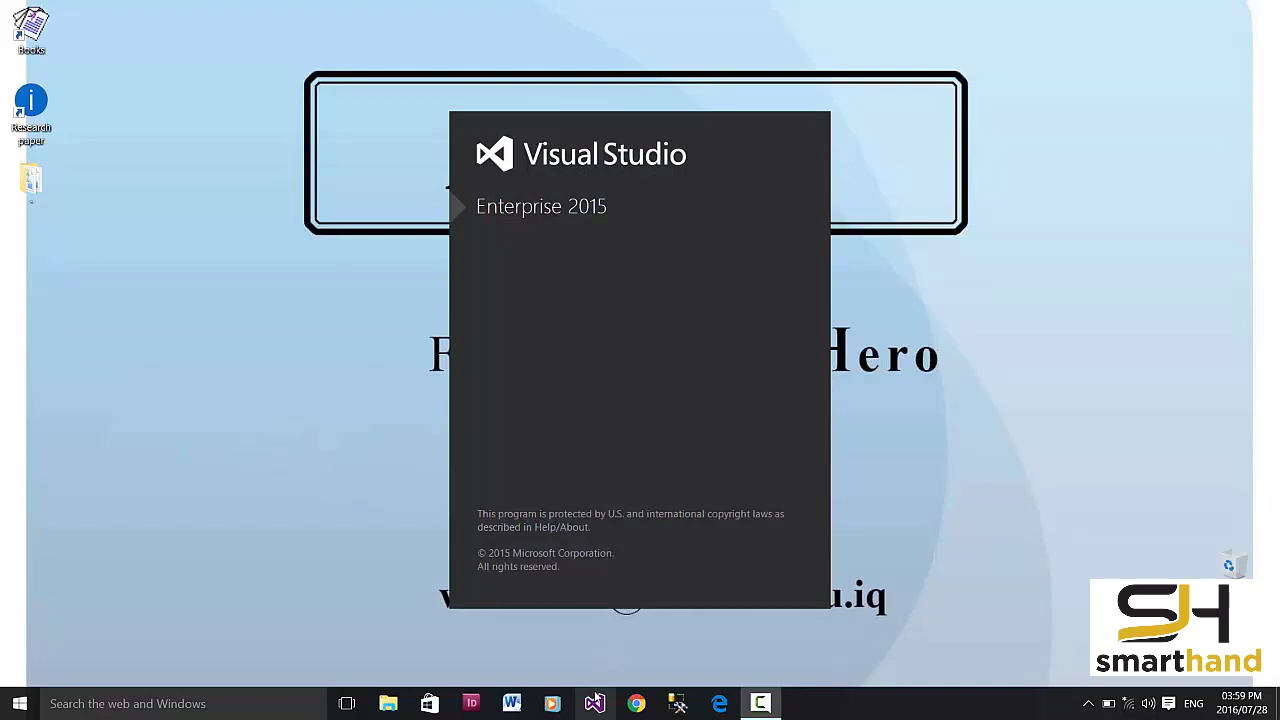 Books
Research
paper
Visual Studio
Enterprise 2015
Hero
This program is protected by U.S. and international copyright laws as
described in Help/About.
© 2015 Microsoft Corporation.
All rights reserved.
u.iq
SH
smarthand
Search the web and Windows
Id
ENG
03:59 PM
2016/07/28